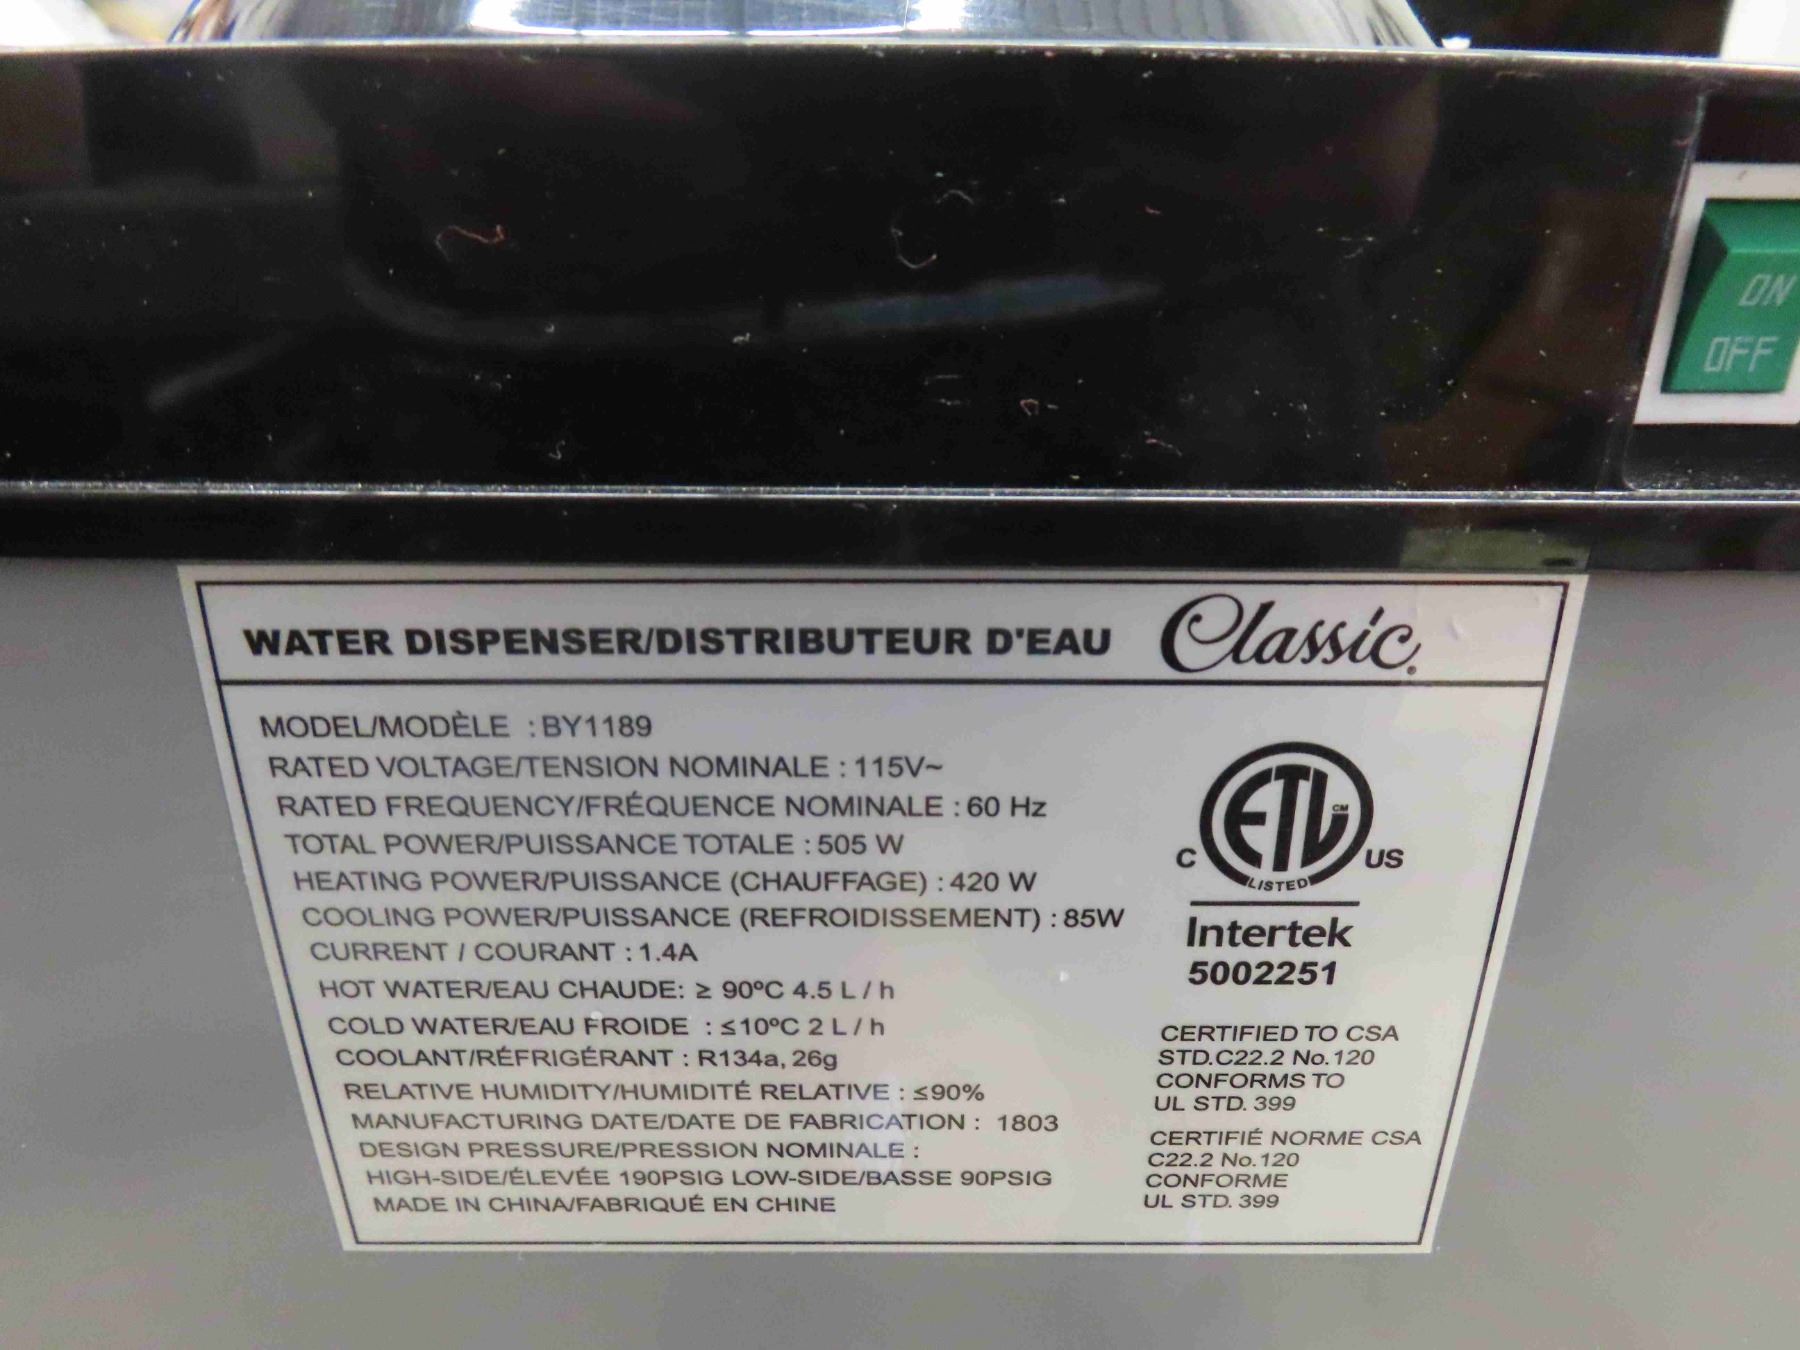 ON
OFF
WATER DISPENSER/DISTRIBUTEUR D'EAU Classic®
MODEL/MODÈLE : BY1189
RATED VOLTAGE/TENSION NOMINALE : 115V~
RATED FREQUENCY/FRÉQUENCE NOMINALE : 60 Hz
TOTAL POWER/PUISSANCE TOTALE : 505 W
HEATING POWER/PUISSANCE (CHAUFFAGE) : 420 W
COOLING POWER/PUISSANCE (REFROIDISSEMENT) : 85W
CURRENT / COURANT : 1.4A
HOT WATER/EAU CHAUDE: ≥ 90ºC 4.5 L / h
COLD WATER/EAU FROIDE : ≤10ºC 2 L / h
COOLANT/RÉFRIGÉRANT : R134a, 26g
RELATIVE HUMIDITY/HUMIDITÉ RELATIVE : ≤90%
MANUFACTURING DATE/DATE DE FABRICATION : 1803
DESIGN PRESSURE/PRESSION NOMINALE :
HIGH-SIDE/ÉLEVÉE 190PSIG LOW-SIDE/BASSE 90PSIG
MADE IN CHINA/FABRIQUÉ EN CHINE
ETL CM
C US
LISTED
Intertek
5002251
CERTIFIED TO CSA
STD.C22.2 No.120
CONFORMS TO
UL STD. 399
CERTIFIÉ NORME CSA
C22.2 No.120
CONFORME
UL STD. 399